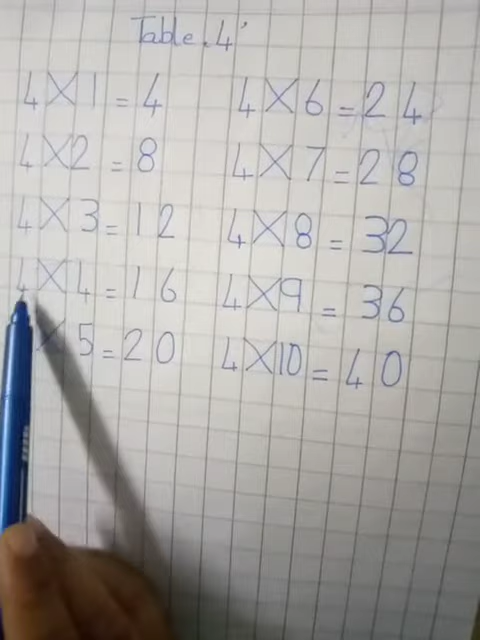 Table.4'
4X1=4
4X2=8
4X3=12
4X4=16
X5=20
4X6=24
4X7=28
4X8=32
4X9=36
4X10=40